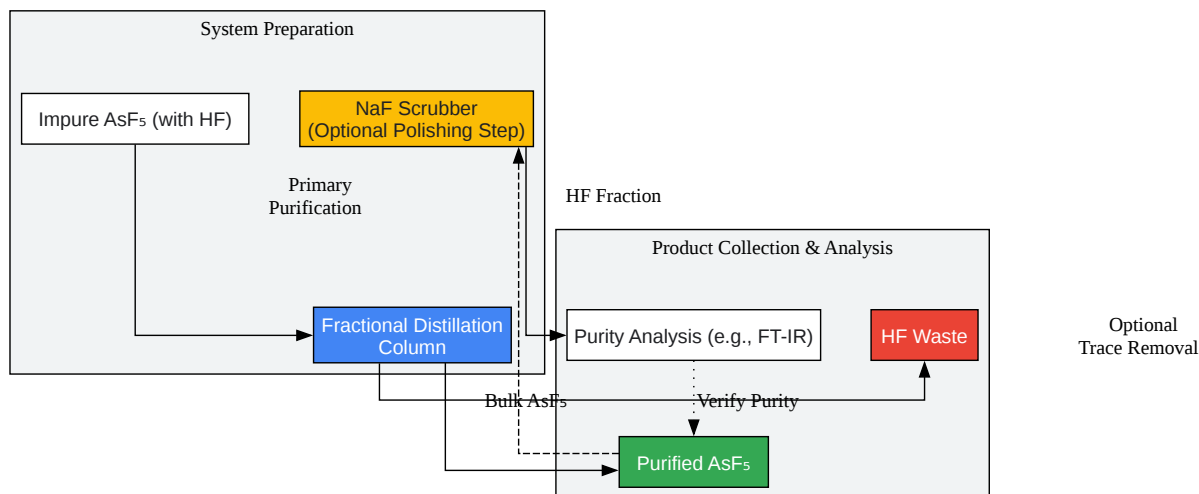 System Preparation
Impure AsF₅ (with HF)
NaF Scrubber
(Optional Polishing Step)
Primary
Purification
HF Fraction
Product Collection & Analysis
Fractional Distillation
Column
Purity Analysis (e.g., FT-IR)
HF Waste
Optional
Trace Removal
Bulk AsF₅
Verify Purity
Purified AsF₅